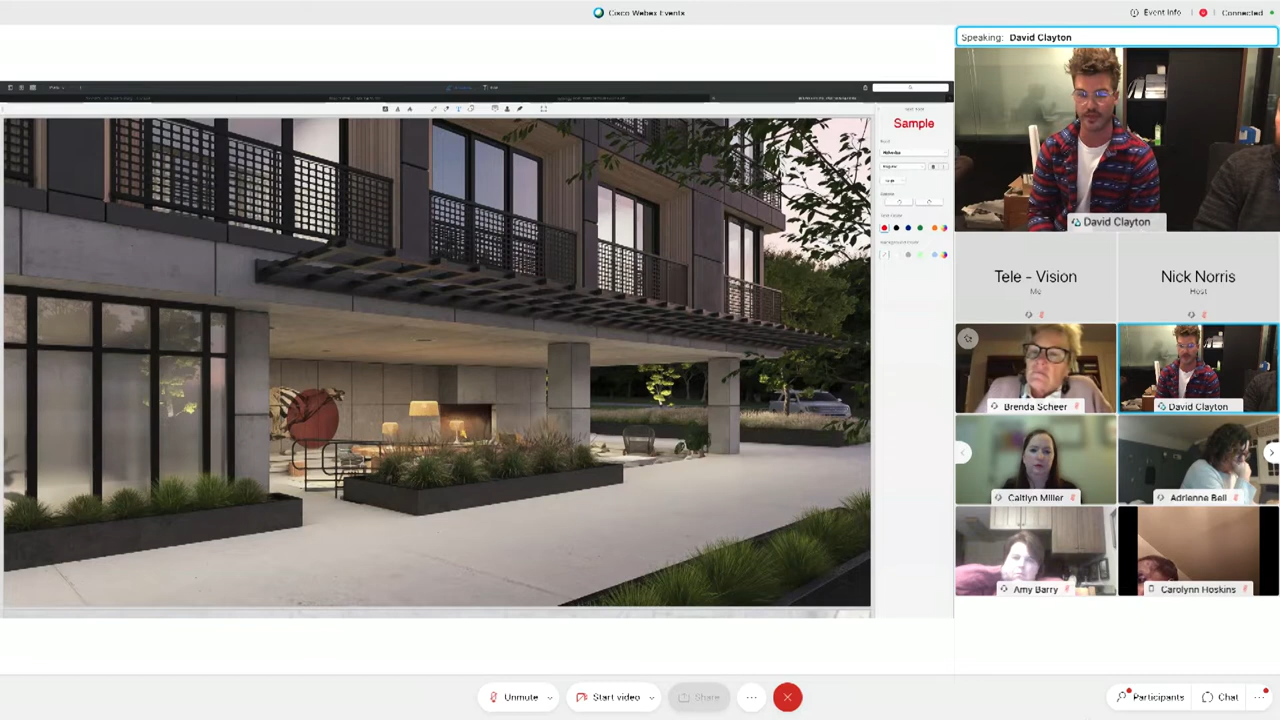 Cisco Webex Events
Event Info
Connected
Speaking: David Clayton
Sample
David Clayton
Tele - Vision
Me
Nick Norris
Host
Brenda Scheer
David Clayton
Caitlyn Miller
Adrienne Bell
Amy Barry
Carolynn Hoskins
Unmute
Start video
Share
Participants
Chat